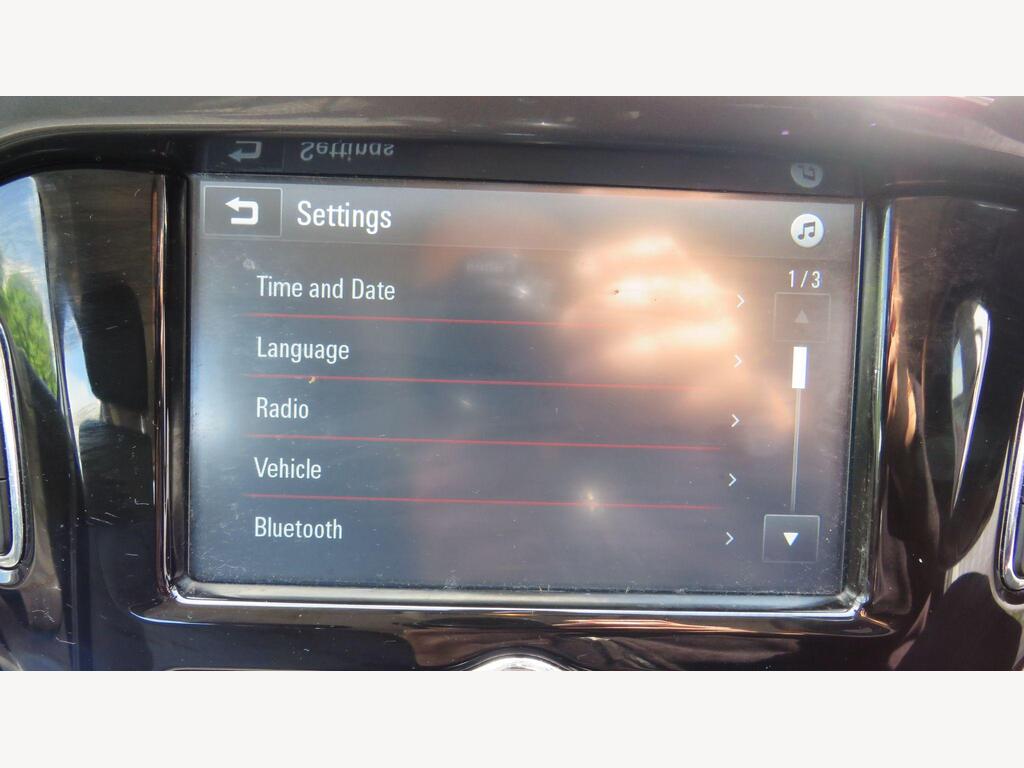 Settings
1/3
Time and Date
Language
Radio
Vehicle
Bluetooth